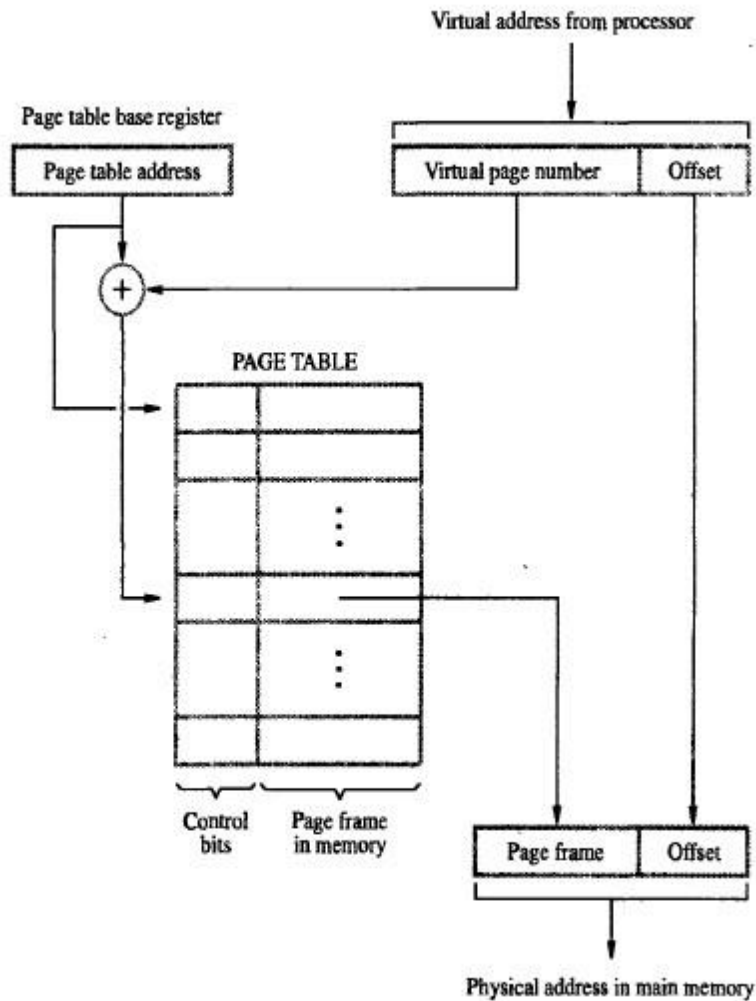 Virtual address from processor
Page table base register
Page table address
Virtual page number
Offset
+
PAGE TABLE
Control
bits
Page frame
in memory
Page frame
Offset
Physical address in main memory